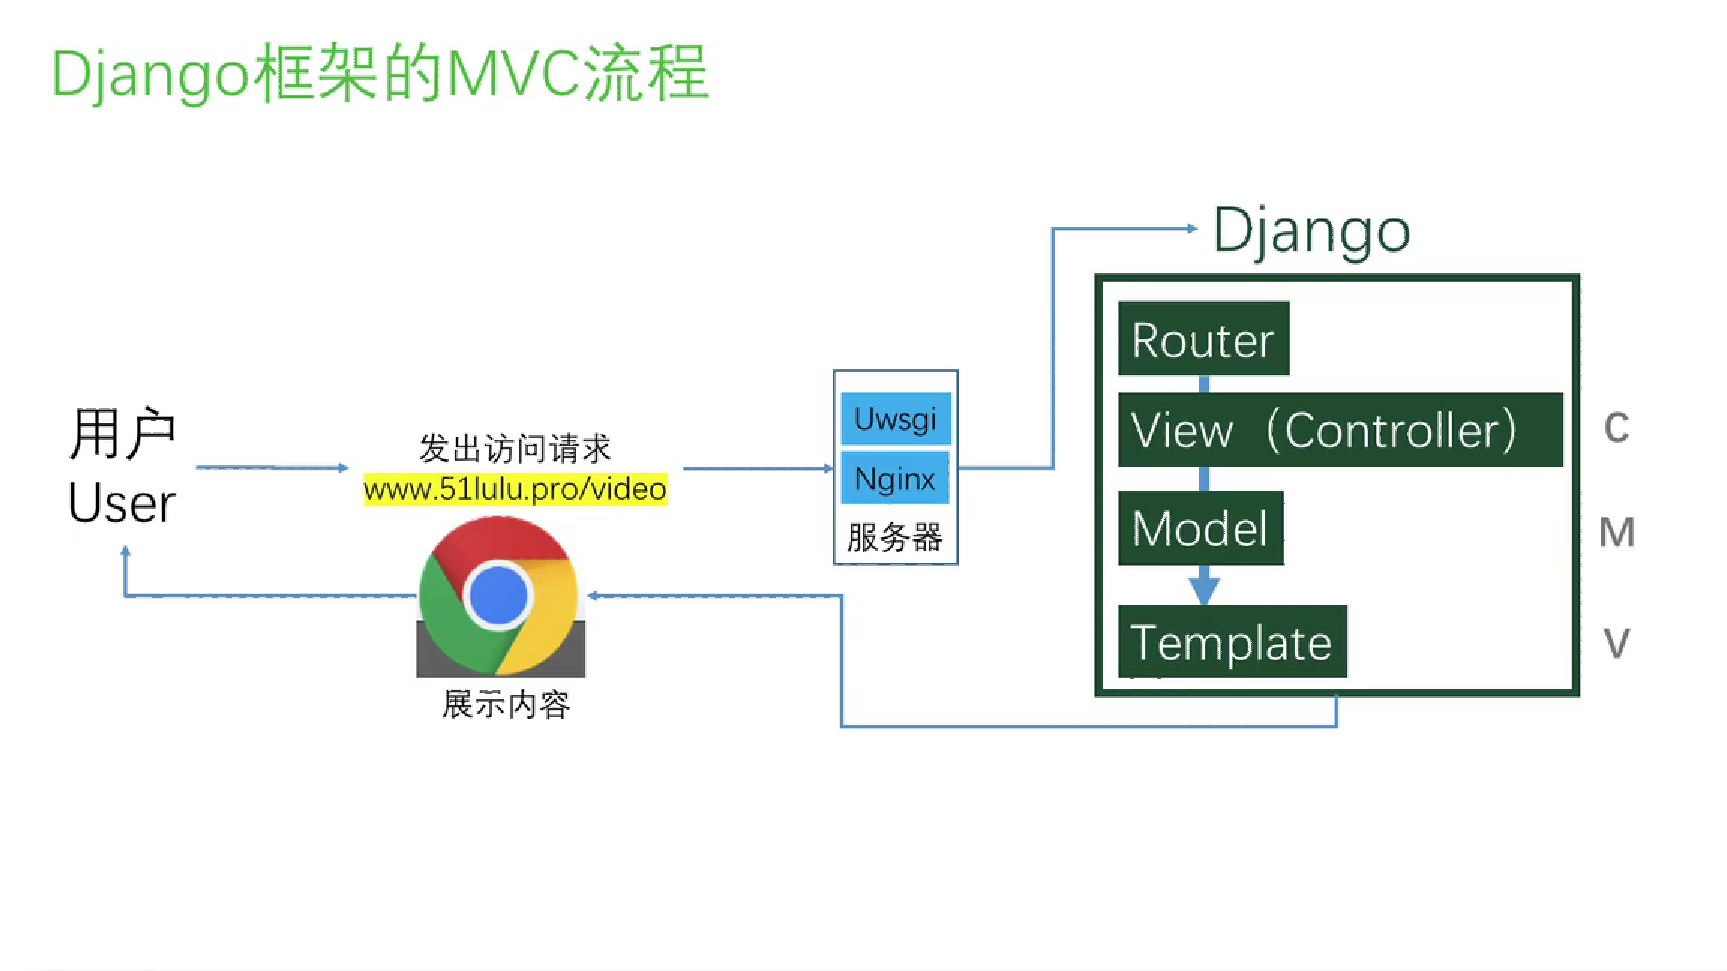 Django框架的MVC流程
用户
User
发出访问请求
www.51lulu.pro/video
展示内容
Uwsgi
Nginx
服务器
Django
Router
View（Controller）
C
Model
M
Template
V